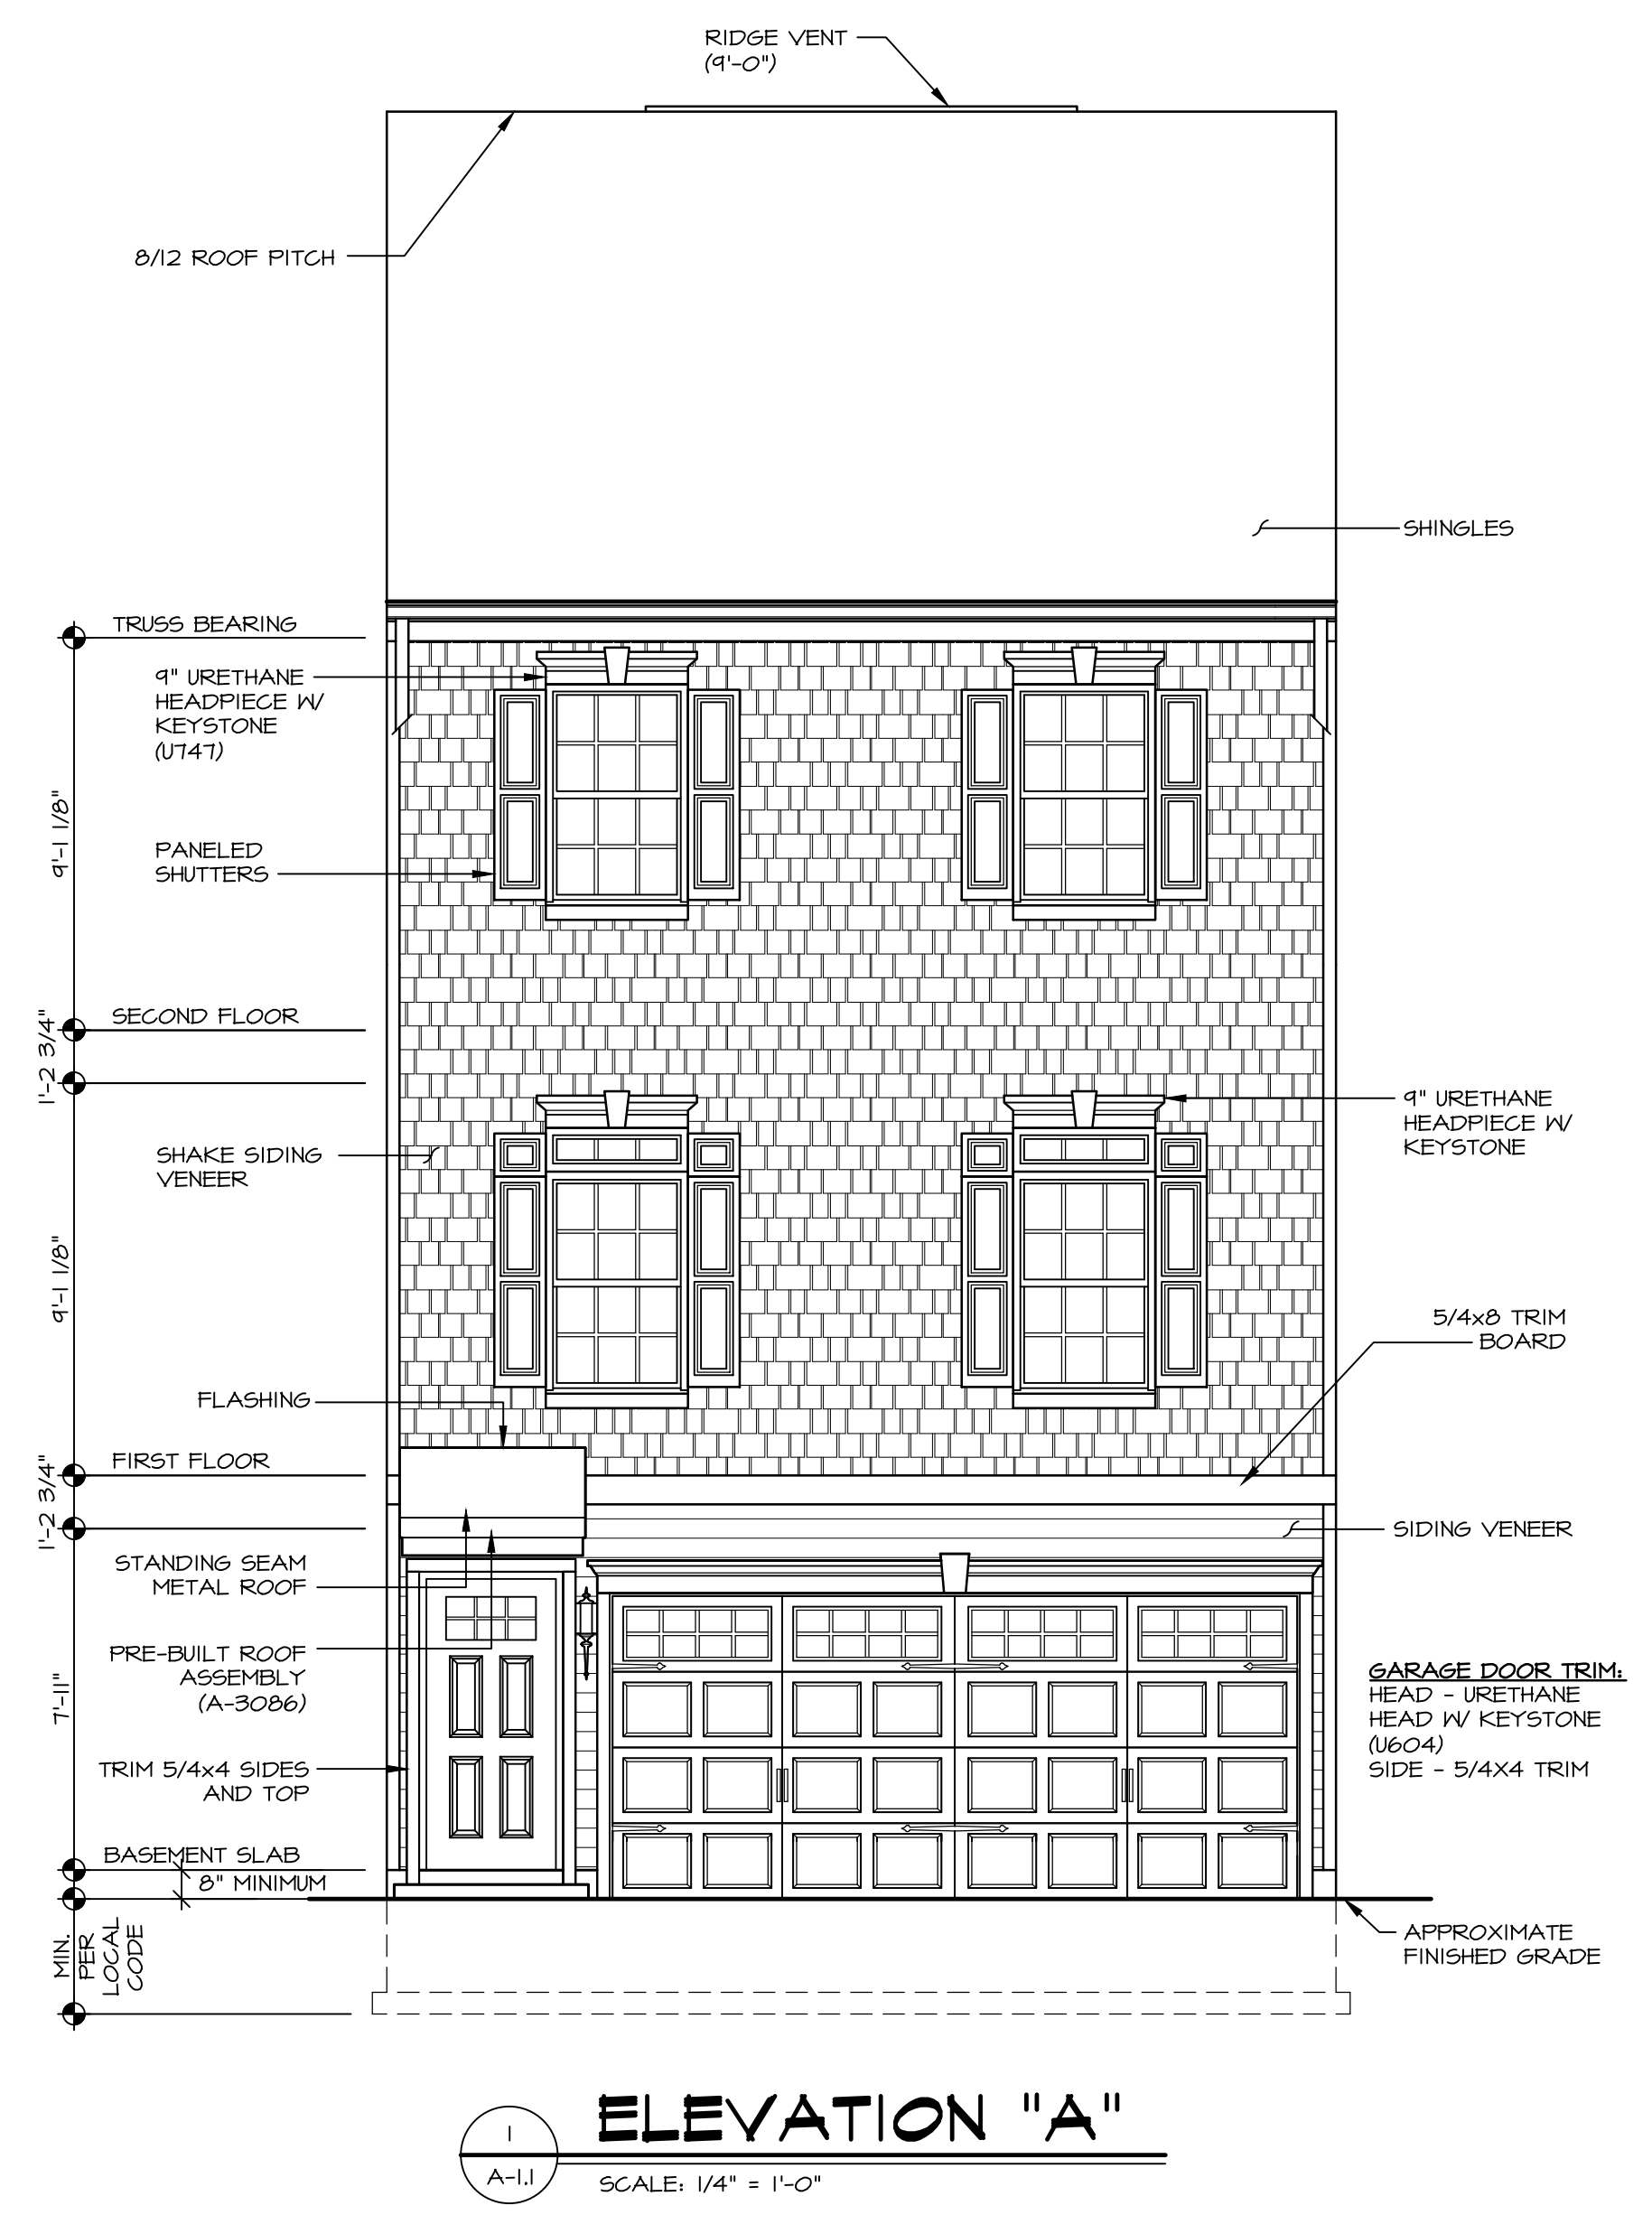 RIDGE VENT
(9'-0")
8/12 ROOF PITCH
SHINGLES
TRUSS BEARING
9" URETHANE
HEADPIECE W/
KEYSTONE
(U747)
9'-1 1/8"
PANELED
SHUTTERS
SECOND FLOOR
1'-2 3/4"
9" URETHANE
HEADPIECE W/
KEYSTONE
SHAKE SIDING
VENEER
9'-1 1/8"
5/4x8 TRIM
BOARD
FLASHING
FIRST FLOOR
1'-2 3/4"
SIDING VENEER
STANDING SEAM
METAL ROOF
PRE-BUILT ROOF
ASSEMBLY
(A-3086)
7'-11"
GARAGE DOOR TRIM:
HEAD - URETHANE
HEAD W/ KEYSTONE
(U604)
SIDE - 5/4X4 TRIM
TRIM 5/4x4 SIDES
AND TOP
BASEMENT SLAB
8" MINIMUM
MIN.
PER
LOCAL
CODE
APPROXIMATE
FINISHED GRADE
ELEVATION "A"
1
A-1.1
SCALE: 1/4" = 1'-0"